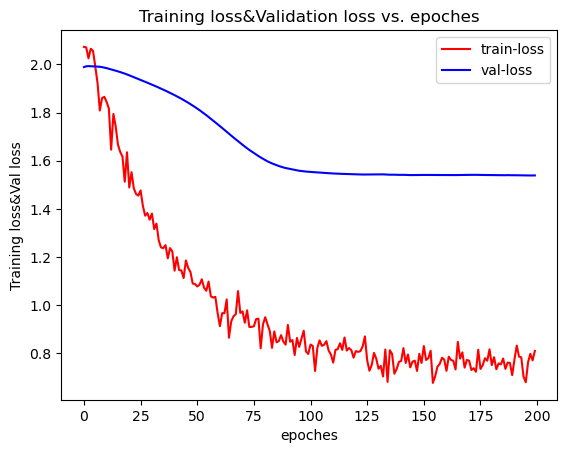 Training loss&Validation loss vs. epoches
train-loss
val-loss
Training loss&Val loss
2.0
1.8
1.6
1.4
1.2
1.0
0.8
0 25 50 75 100 125 150 175 200
epoches